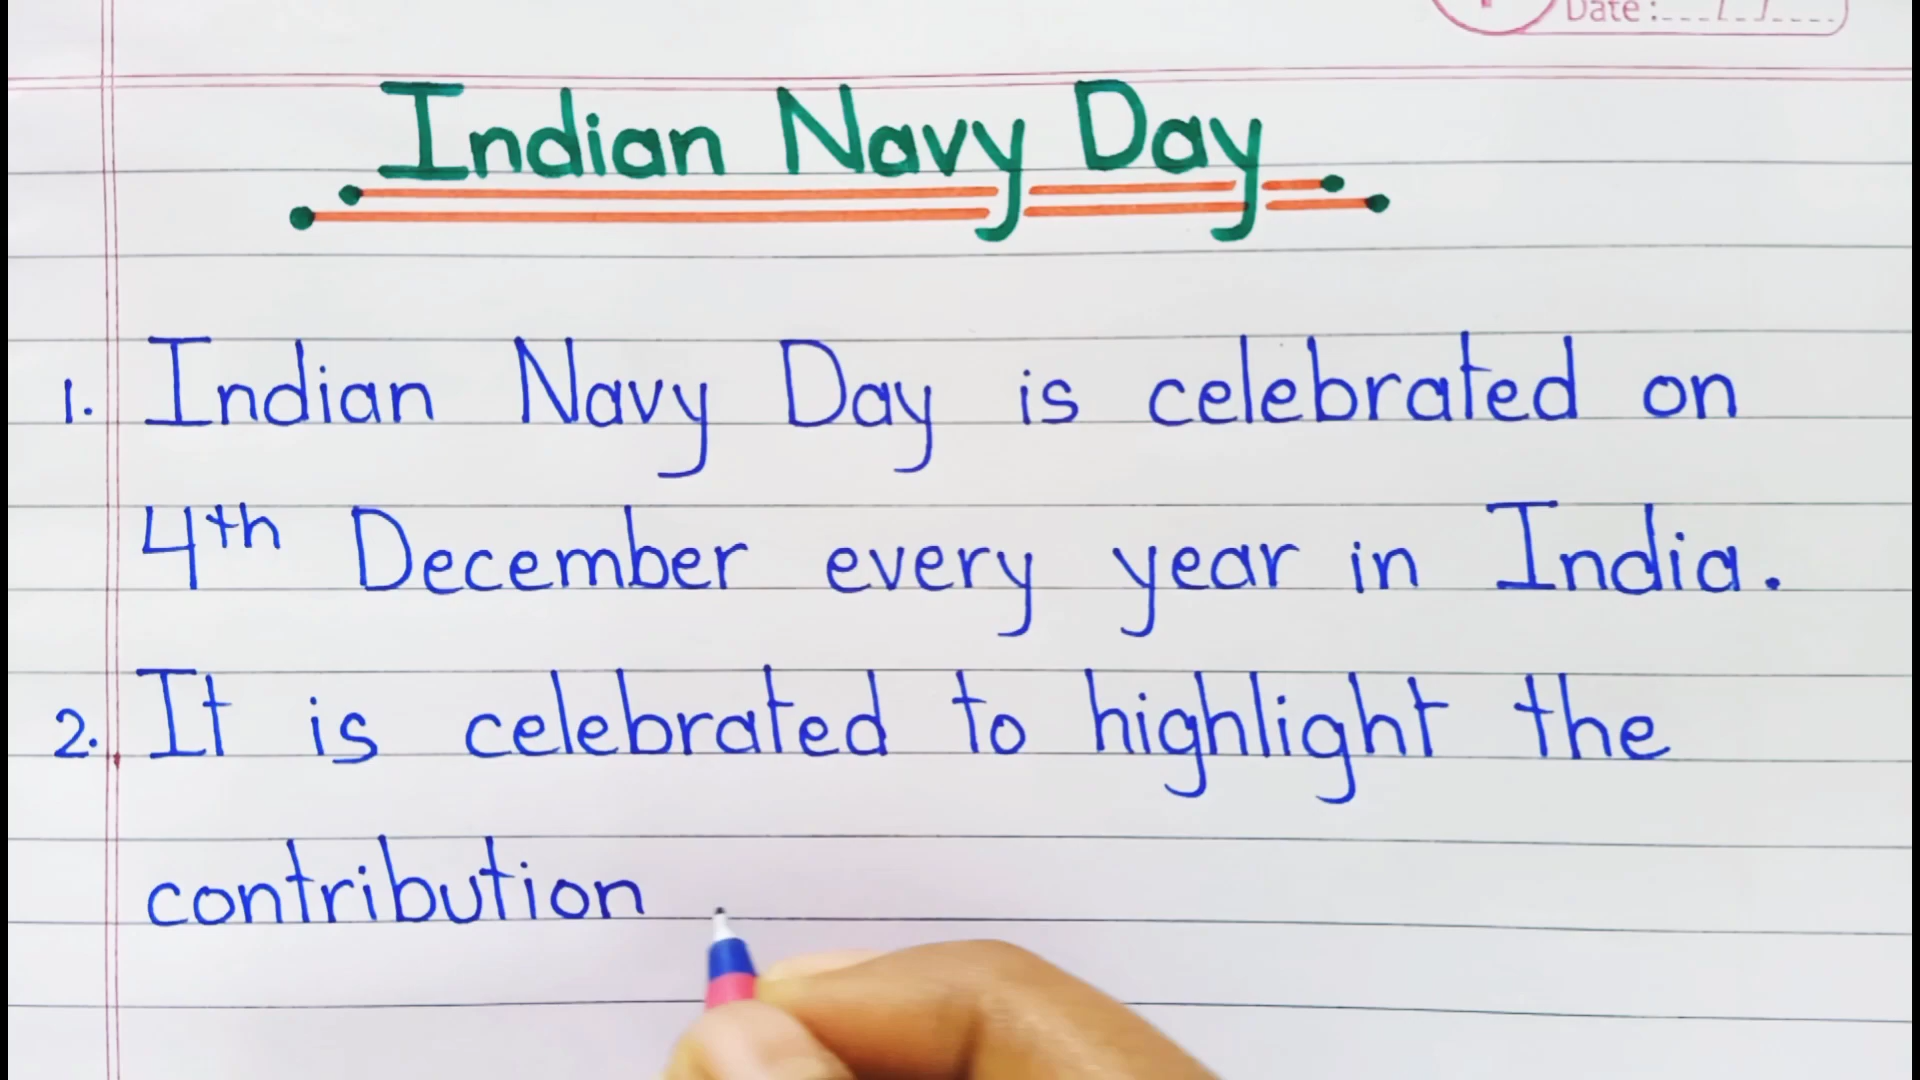 Date :
Indian Navy Day
1. Indian Navy Day is celebrated on
4th December every year in India.
2. It is celebrated to highlight the
contribution